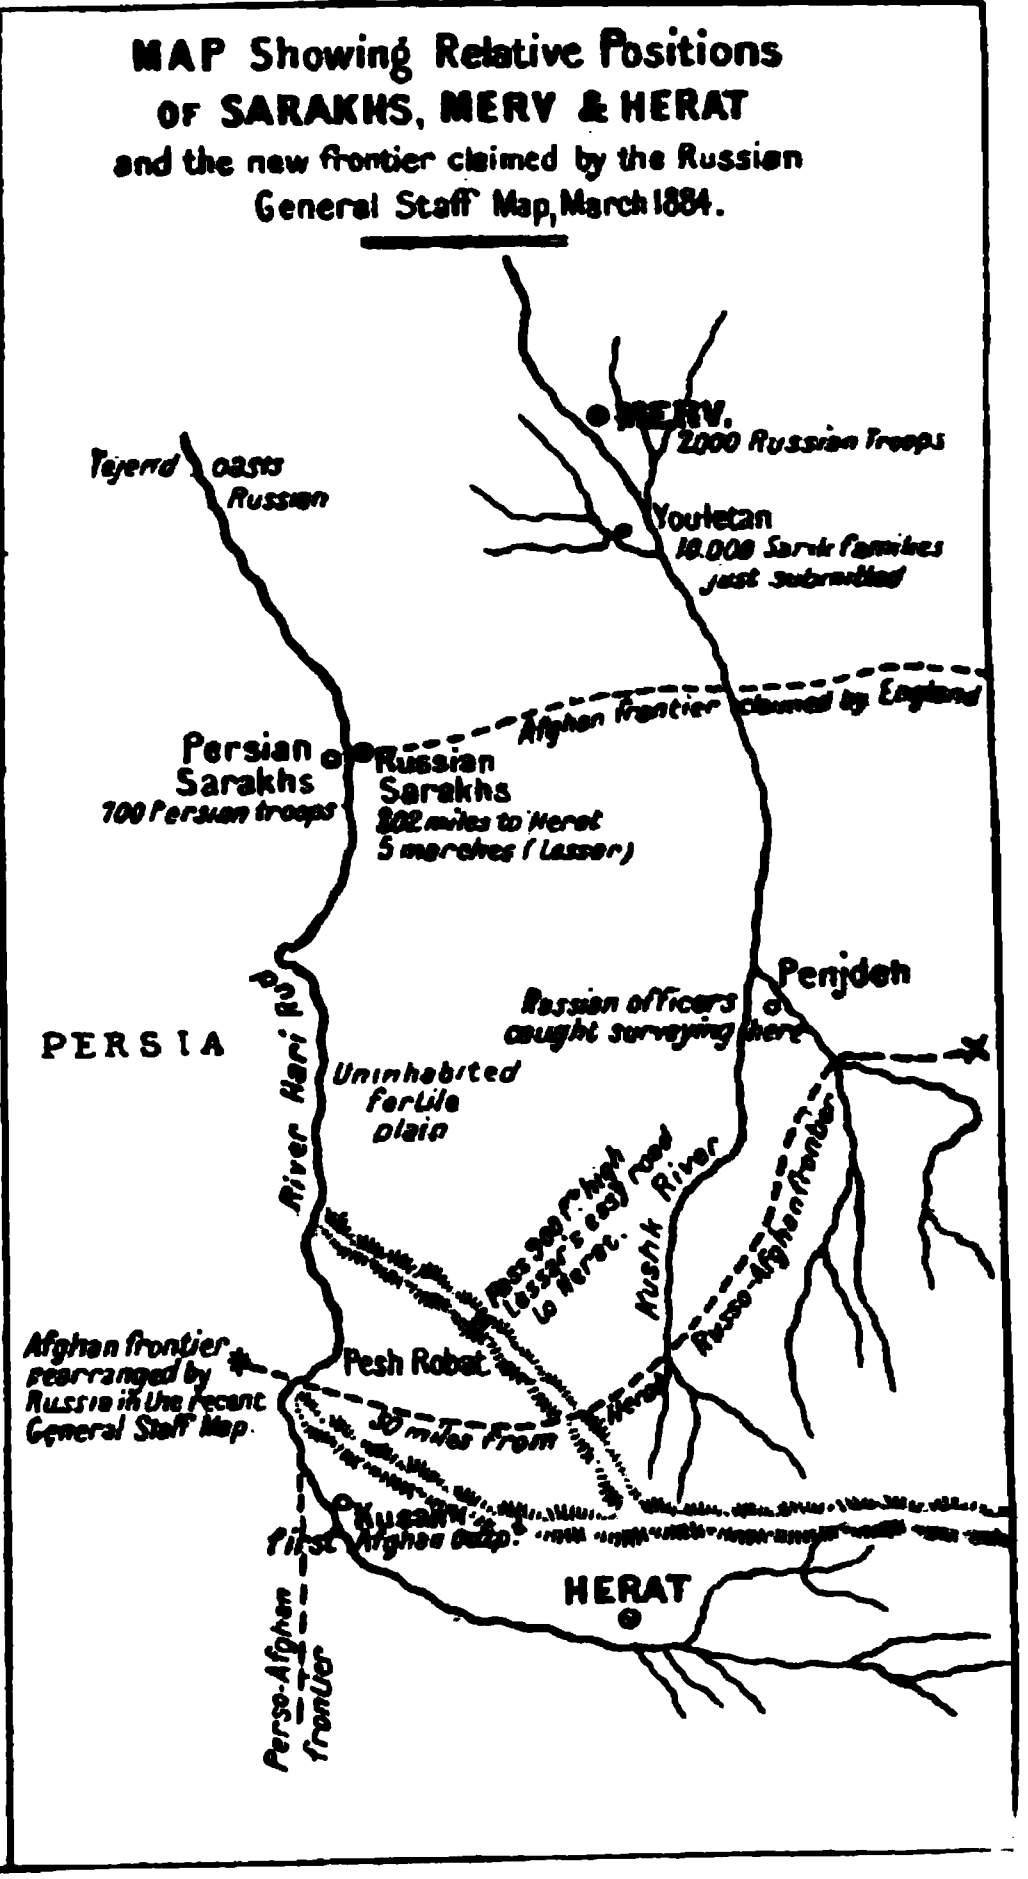 MAP Showing Relative Positions
OF SARAKHS, MERV & HERAT
and the new frontier claimed by the Russian
General Staff Map, March 1884.
MERV.
2000 Russian Troops
Tejend oasis
Russian
Youletan
10.000 Sarik families
just submitted
Afghan frontier claimed by England
Persian
Sarakhs
700 Persian troops
Russian
Sarakhs
202 miles to Herat
5 marches (Lessar)
Penjdeh
Russian officers
caught surveying here
PERSIA
River Hari Rud
Uninhabited
fertile
plain
Pass 900 ft. high
Lessar's easy road
to Herat.
Kushk River
Russo-Afghan frontier
Afghan frontier
rearranged by
Russia in the recent
General Staff Map.
Pesh Robat
50 miles from Herat
Kusan
first Afghan outp.
HERAT
Perso-Afghan
frontier